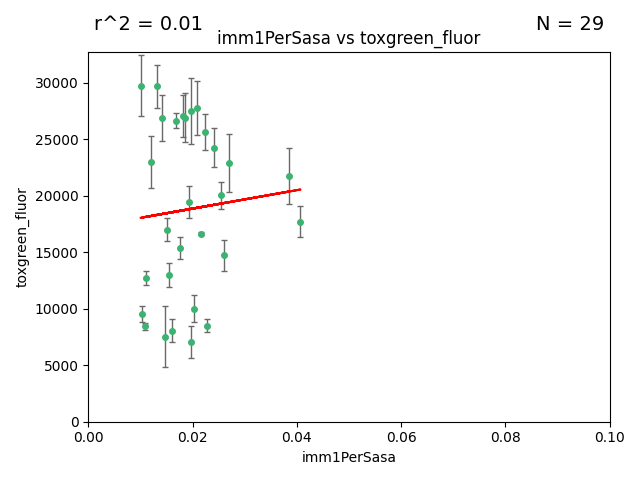 r^2 = 0.01
N = 29
imm1PerSasa vs toxgreen_fluor
30000
25000
20000
15000
10000
5000
0
toxgreen_fluor
0.00
0.02
0.04
0.06
0.08
0.10
imm1PerSasa